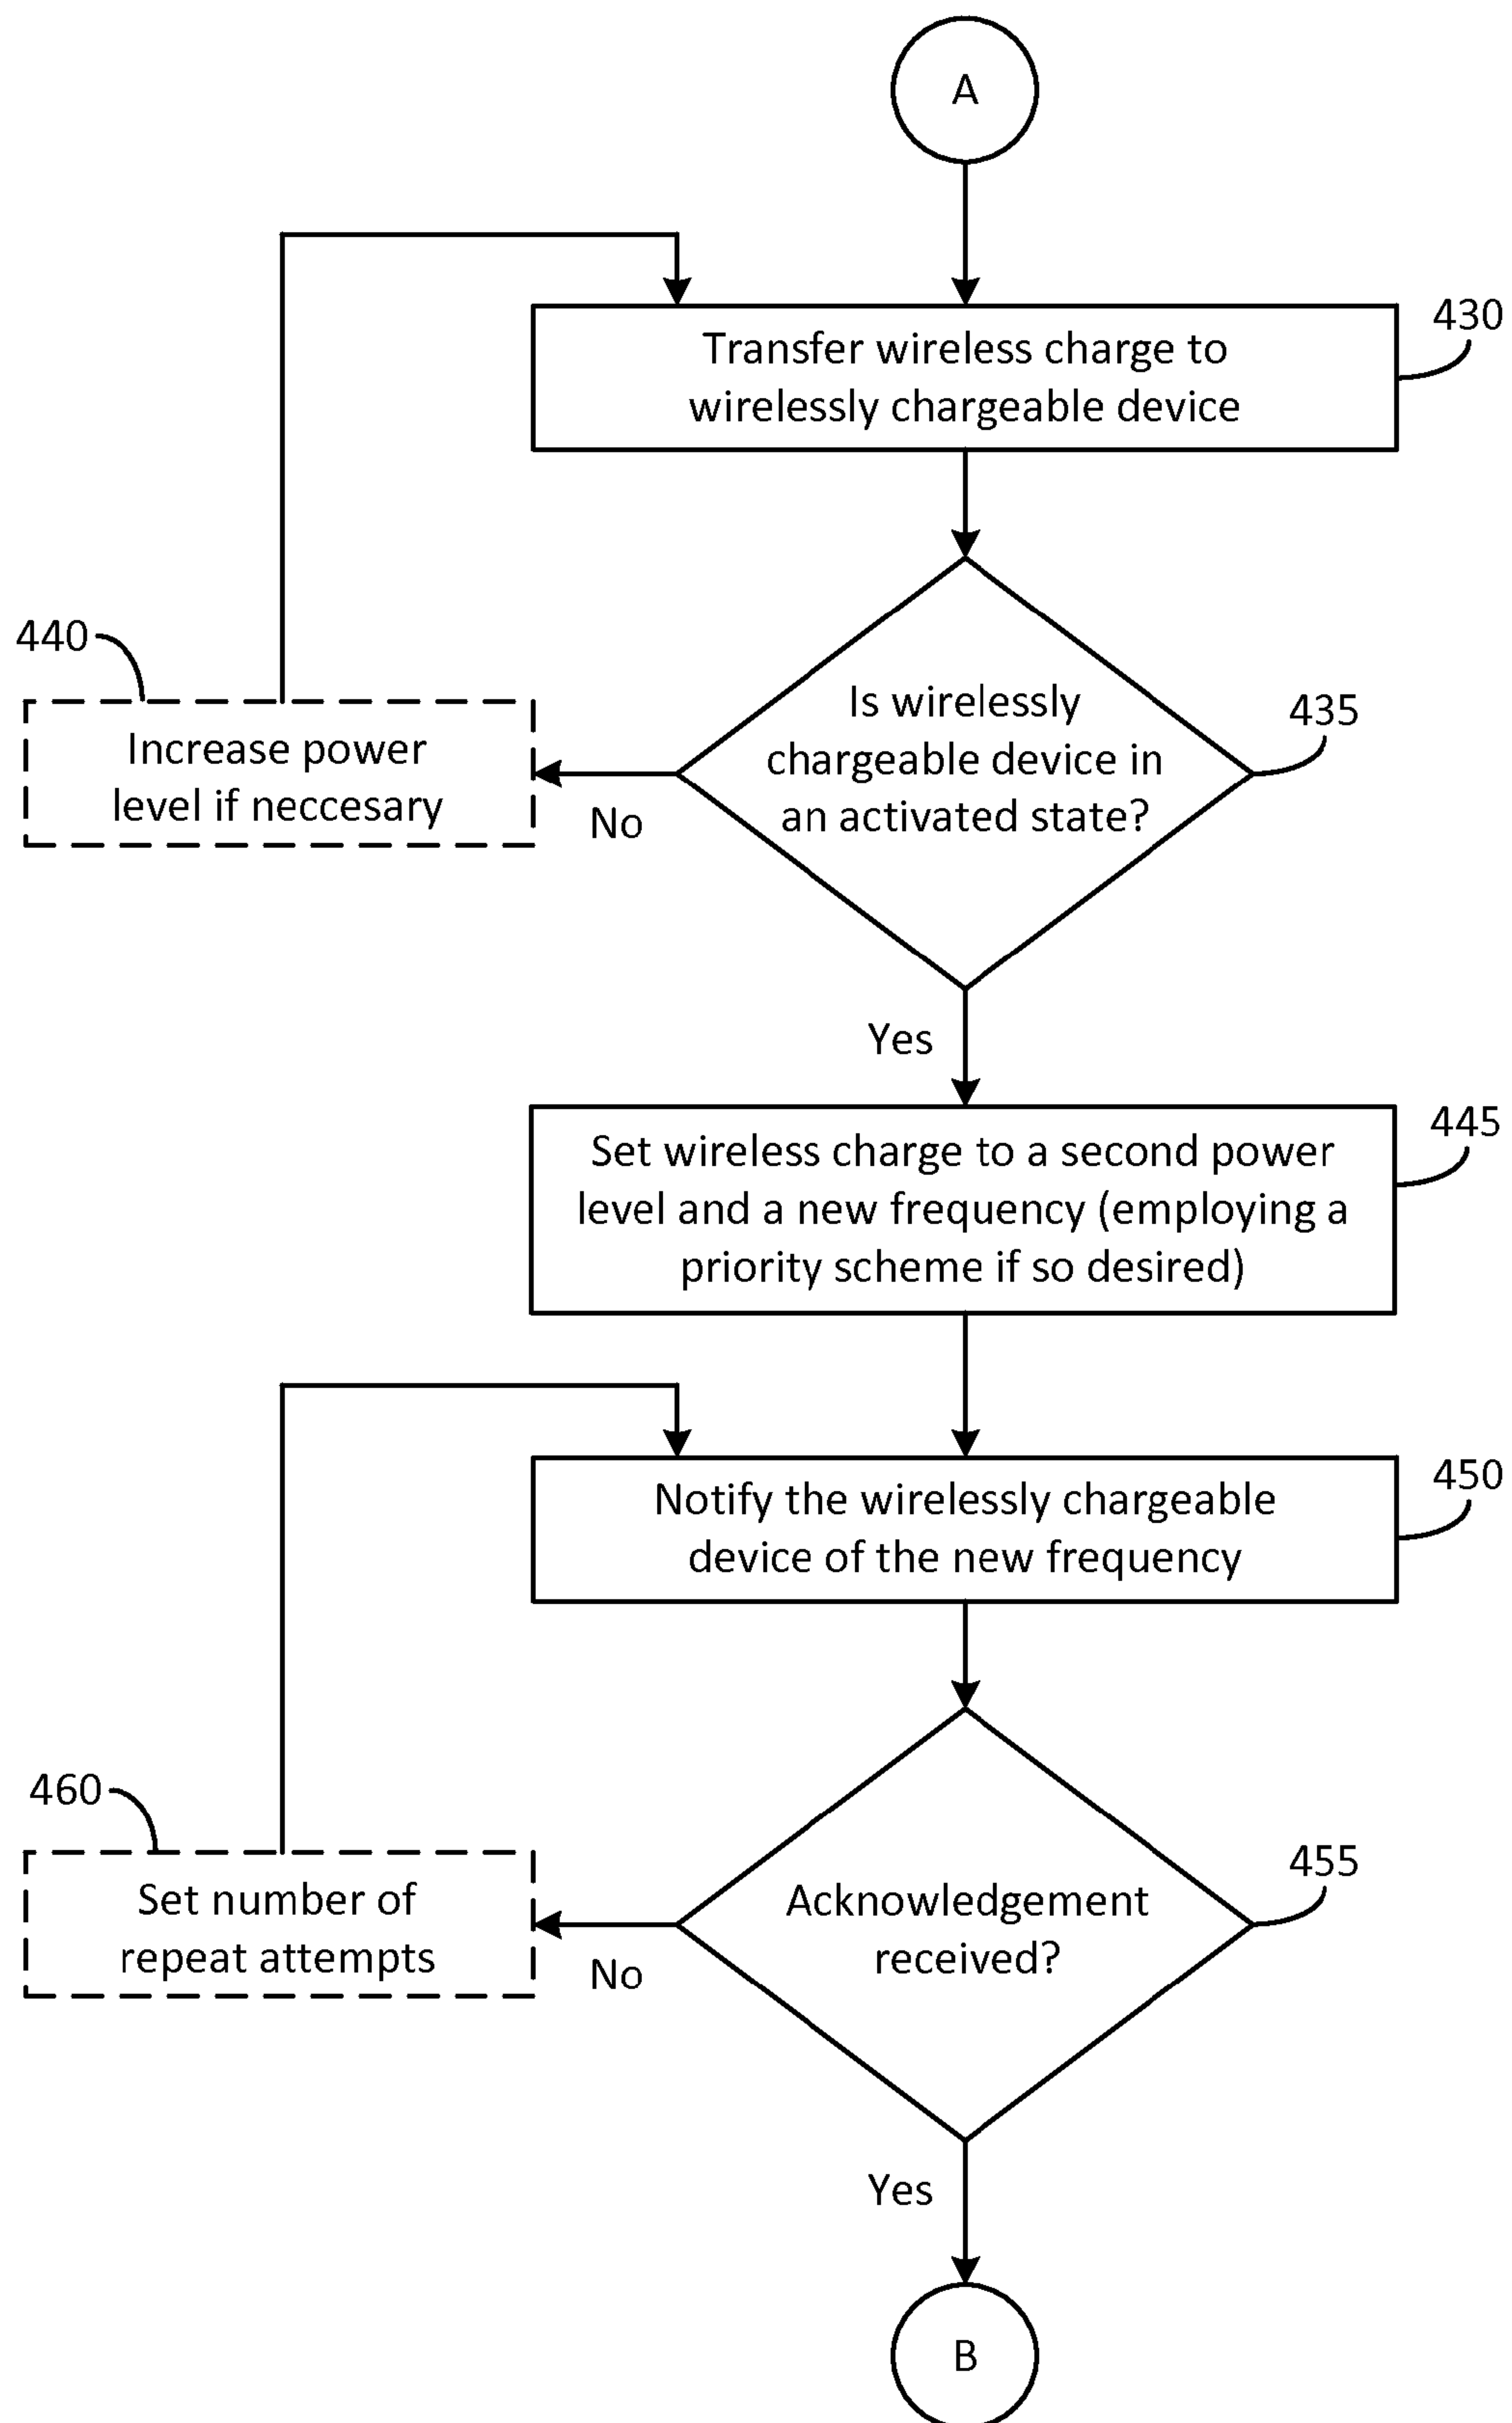 A
430
Transfer wireless charge to
wirelessly chargeable device
440
435
Is wirelessly
chargeable device in
an activated state?
Increase power
level if neccesary
No
Yes
445
Set wireless charge to a second power
level and a new frequency (employing a
priority scheme if so desired)
450
Notify the wirelessly chargeable
device of the new frequency
460
455
Acknowledgement
received?
Set number of
repeat attempts
No
Yes
B